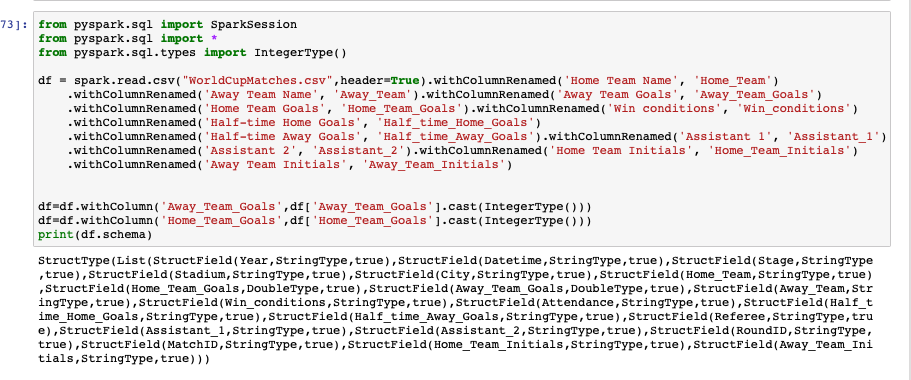 73]: from pyspark.sql import SparkSession
from pyspark.sql import *
from pyspark.sql.types import IntegerType()
df = spark.read.csv("WorldCupMatches.csv",header=True).withColumnRenamed('Home Team Name', 'Home_Team')
.withColumnRenamed('Away Team Name', 'Away_Team').withColumnRenamed('Away Team Goals', 'Away_Team_Goals')
.withColumnRenamed('Home Team Goals', 'Home_Team_Goals').withColumnRenamed('Win conditions', 'Win_conditions')
.withColumnRenamed('Half-time Home Goals', 'Half_time_Home_Goals')
.withColumnRenamed('Half-time Away Goals', 'Half_time_Away_Goals').withColumnRenamed('Assistant 1', 'Assistant_1')
.withColumnRenamed('Assistant 2', 'Assistant_2').withColumnRenamed('Home Team Initials', 'Home_Team_Initials')
.withColumnRenamed('Away Team Initials', 'Away_Team_Initials')
df=df.withColumn('Away_Team_Goals',df['Away_Team_Goals'].cast(IntegerType()))
df=df.withColumn('Home_Team_Goals',df['Home_Team_Goals'].cast(IntegerType()))
print(df.schema)
StructType(List(StructField(Year,StringType,true),StructField(Datetime,StringType,true),StructField(Stage,StringType
,true),StructField(Stadium,StringType,true),StructField(City,StringType,true),StructField(Home_Team,StringType,true)
,StructField(Home_Team_Goals,DoubleType,true),StructField(Away_Team_Goals,DoubleType,true),StructField(Away_Team,Str
ingType,true),StructField(Win_conditions,StringType,true),StructField(Attendance,StringType,true),StructField(Half_t
ime_Home_Goals,StringType,true),StructField(Half_time_Away_Goals,StringType,true),StructField(Referee,StringType,tru
e),StructField(Assistant_1,StringType,true),StructField(Assistant_2,StringType,true),StructField(RoundID,StringType,
true),StructField(MatchID,StringType,true),StructField(Home_Team_Initials,StringType,true),StructField(Away_Team_Ini
tials,StringType,true)))